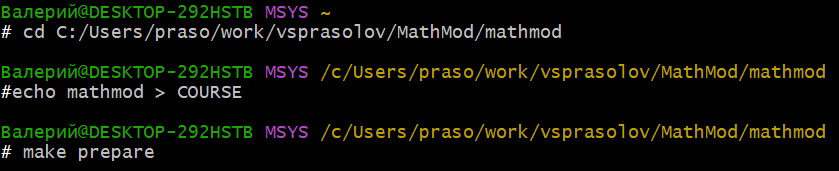 Валерий@DESKTOP-292HSTB MSYS ~
# cd C:/Users/praso/work/vsprasolov/MathMod/mathmod
Валерий@DESKTOP-292HSTB MSYS /c/Users/praso/work/vsprasolov/MathMod/mathmod
#echo mathmod > COURSE
Валерий@DESKTOP-292HSTB MSYS /c/Users/praso/work/vsprasolov/MathMod/mathmod
# make prepare